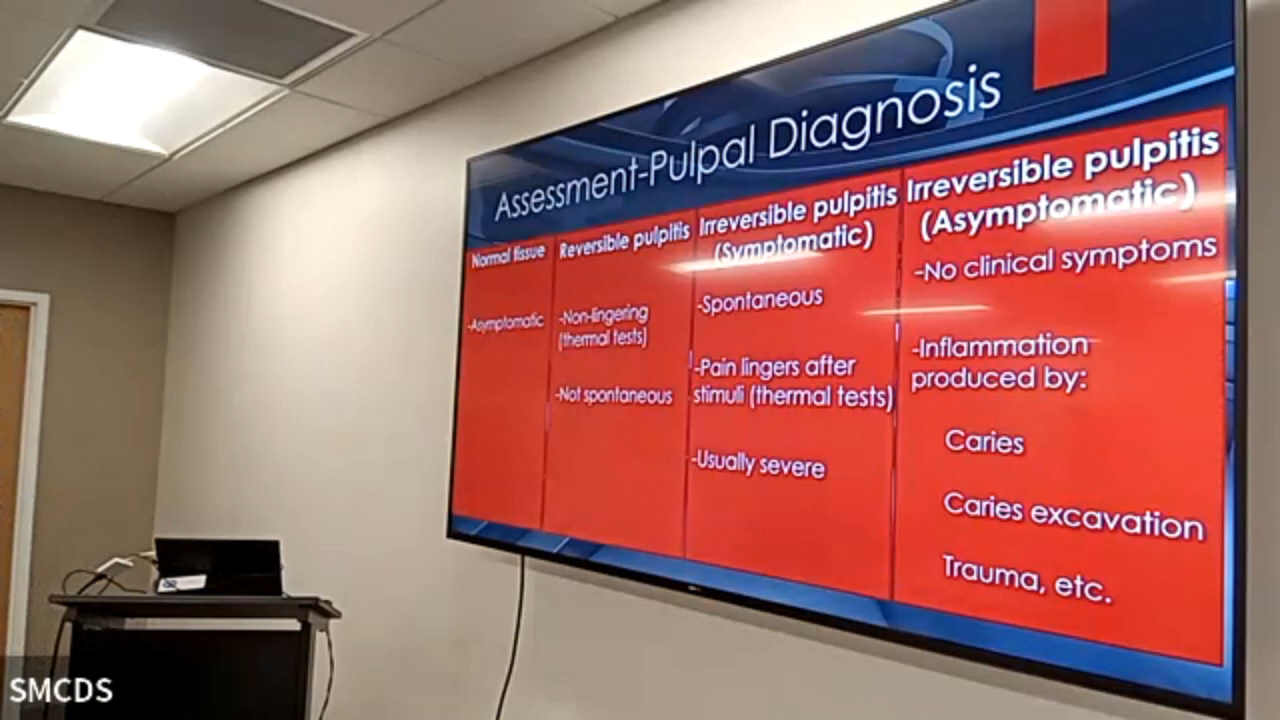 Assessment-Pulpal Diagnosis
Normal tissue
-Asymptomatic
Reversible pulpitis
-Non-lingering
(thermal tests)
-Not spontaneous
Irreversible pulpitis
(Symptomatic)
-Spontaneous
-Pain lingers after
stimuli (thermal tests)
-Usually severe
Irreversible pulpitis
(Asymptomatic)
-No clinical symptoms
-Inflammation
produced by:
Caries
Caries excavation
Trauma, etc.
SMCDS